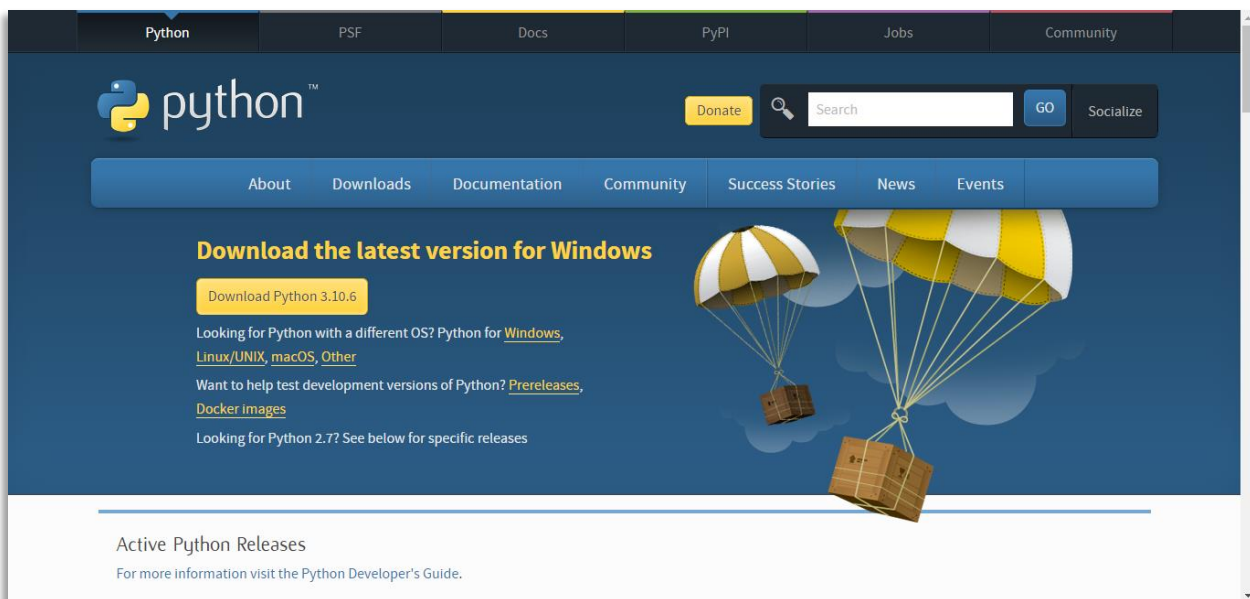 Python PSF Docs PyPI Jobs Community
python™
Donate Search GO Socialize
About Downloads Documentation Community Success Stories News Events
Download the latest version for Windows
Download Python 3.10.6
Looking for Python with a different OS? Python for Windows,
Linux/UNIX, macOS, Other
Want to help test development versions of Python? Prereleases,
Docker images
Looking for Python 2.7? See below for specific releases
Active Python Releases
For more information visit the Python Developer's Guide.